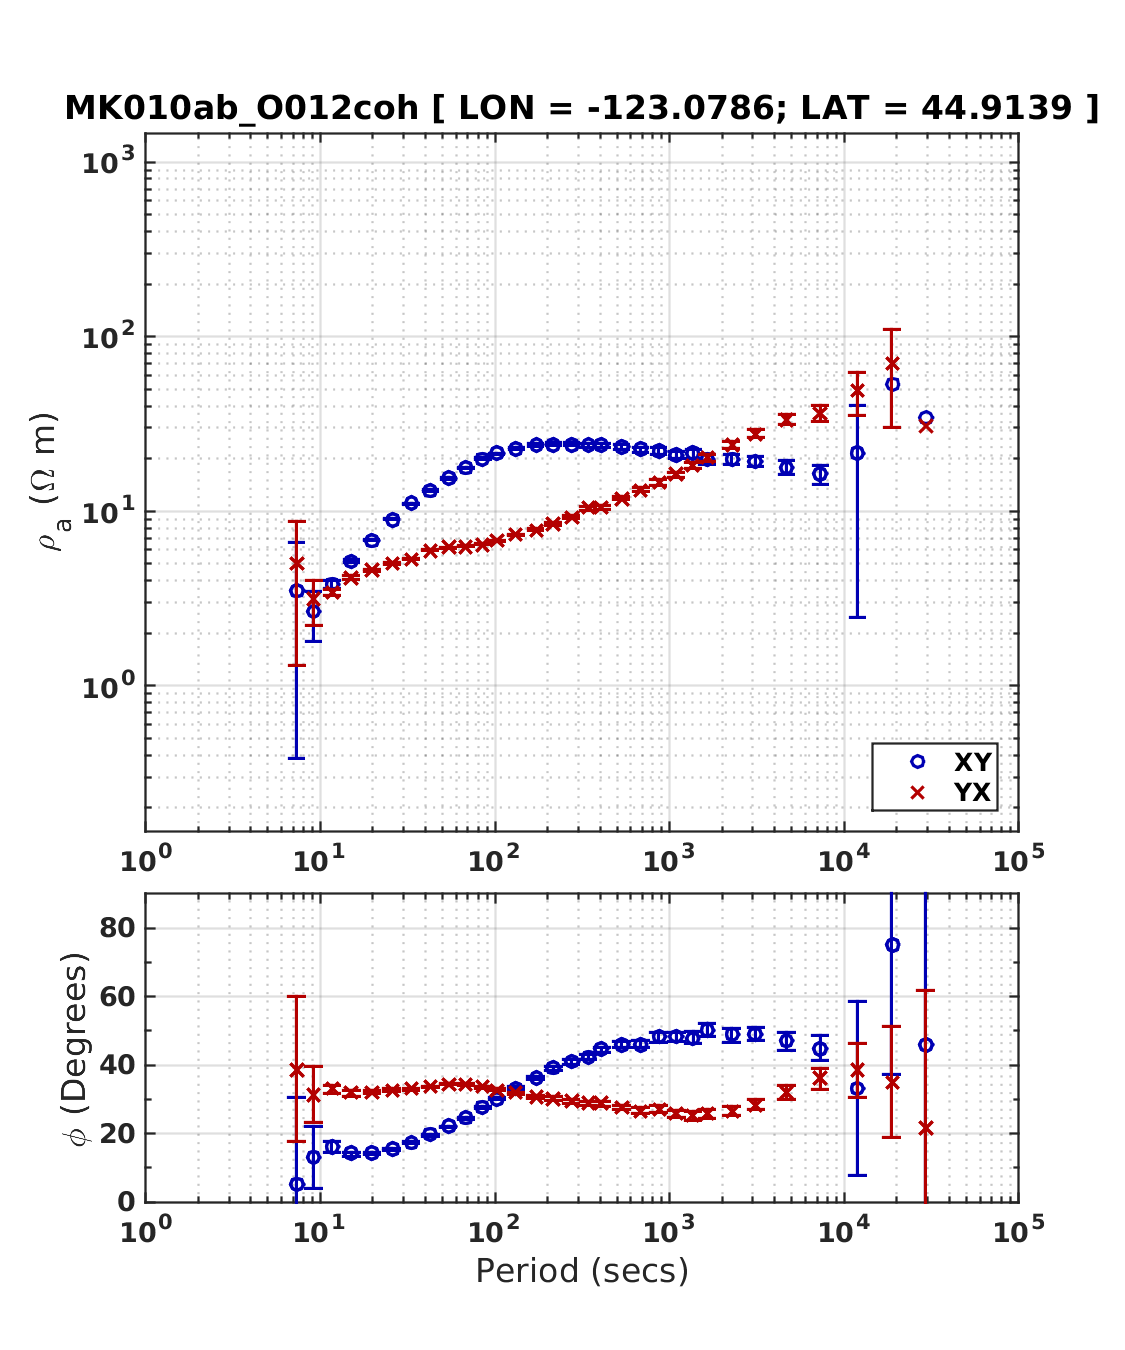 MK010ab_O012coh [ LON = -123.0786; LAT = 44.9139 ]
10³
10²
10¹
10⁰
ρₐ (Ω m)
XY
YX
10⁰ 10¹ 10² 10³ 10⁴ 10⁵
80
60
40
20
0
ϕ (Degrees)
10⁰ 10¹ 10² 10³ 10⁴ 10⁵
Period (secs)